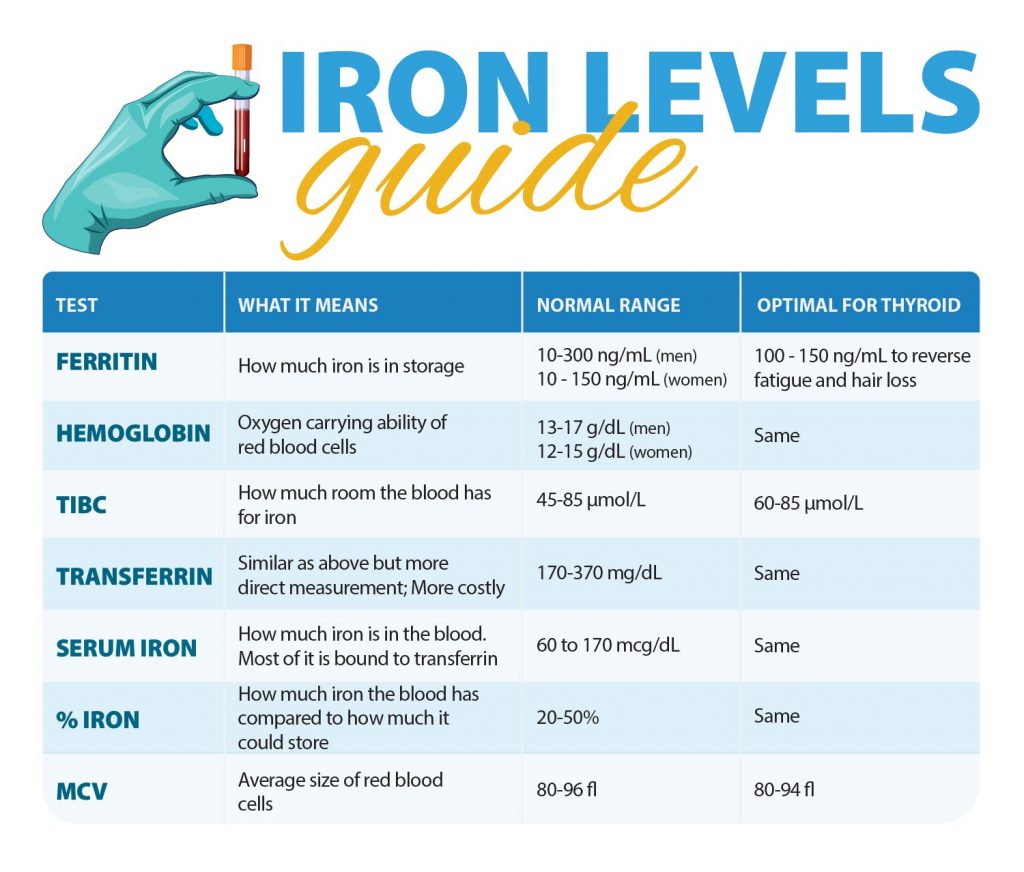 IRON LEVELS
guide
TEST
WHAT IT MEANS
NORMAL RANGE
OPTIMAL FOR THYROID
FERRITIN
How much iron is in storage
10-300 ng/mL (men)
10 - 150 ng/mL (women)
100 - 150 ng/mL to reverse
fatigue and hair loss
HEMOGLOBIN
Oxygen carrying ability of
red blood cells
13-17 g/dL (men)
12-15 g/dL (women)
Same
TIBC
How much room the blood has
for iron
45-85 µmol/L
60-85 µmol/L
TRANSFERRIN
Similar as above but more
direct measurement; More costly
170-370 mg/dL
Same
SERUM IRON
How much iron is in the blood.
Most of it is bound to transferrin
60 to 170 mcg/dL
Same
% IRON
How much iron the blood has
compared to how much it
could store
20-50%
Same
MCV
Average size of red blood
cells
80-96 fl
80-94 fl